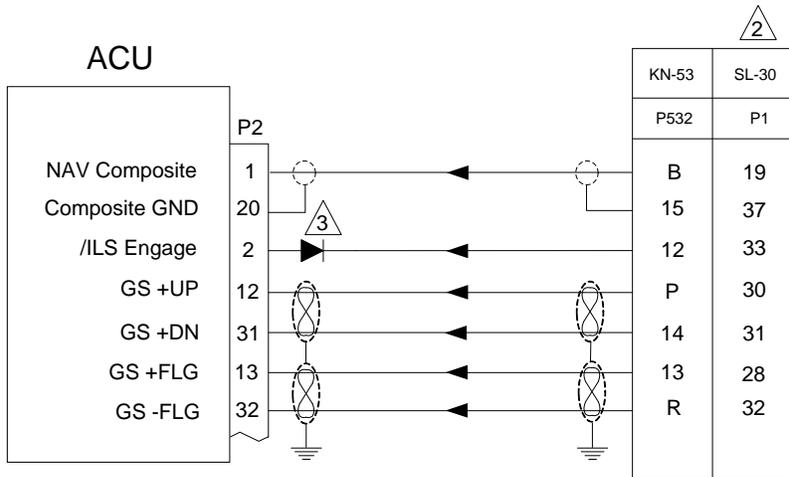 2
ACU
KN-53 SL-30
P2 P532 P1
NAV Composite 1 B 19
Composite GND 20 15 37
3
/ILS Engage 2 12 33
GS +UP 12 P 30
GS +DN 31 14 31
GS +FLG 13 13 28
GS -FLG 32 R 32